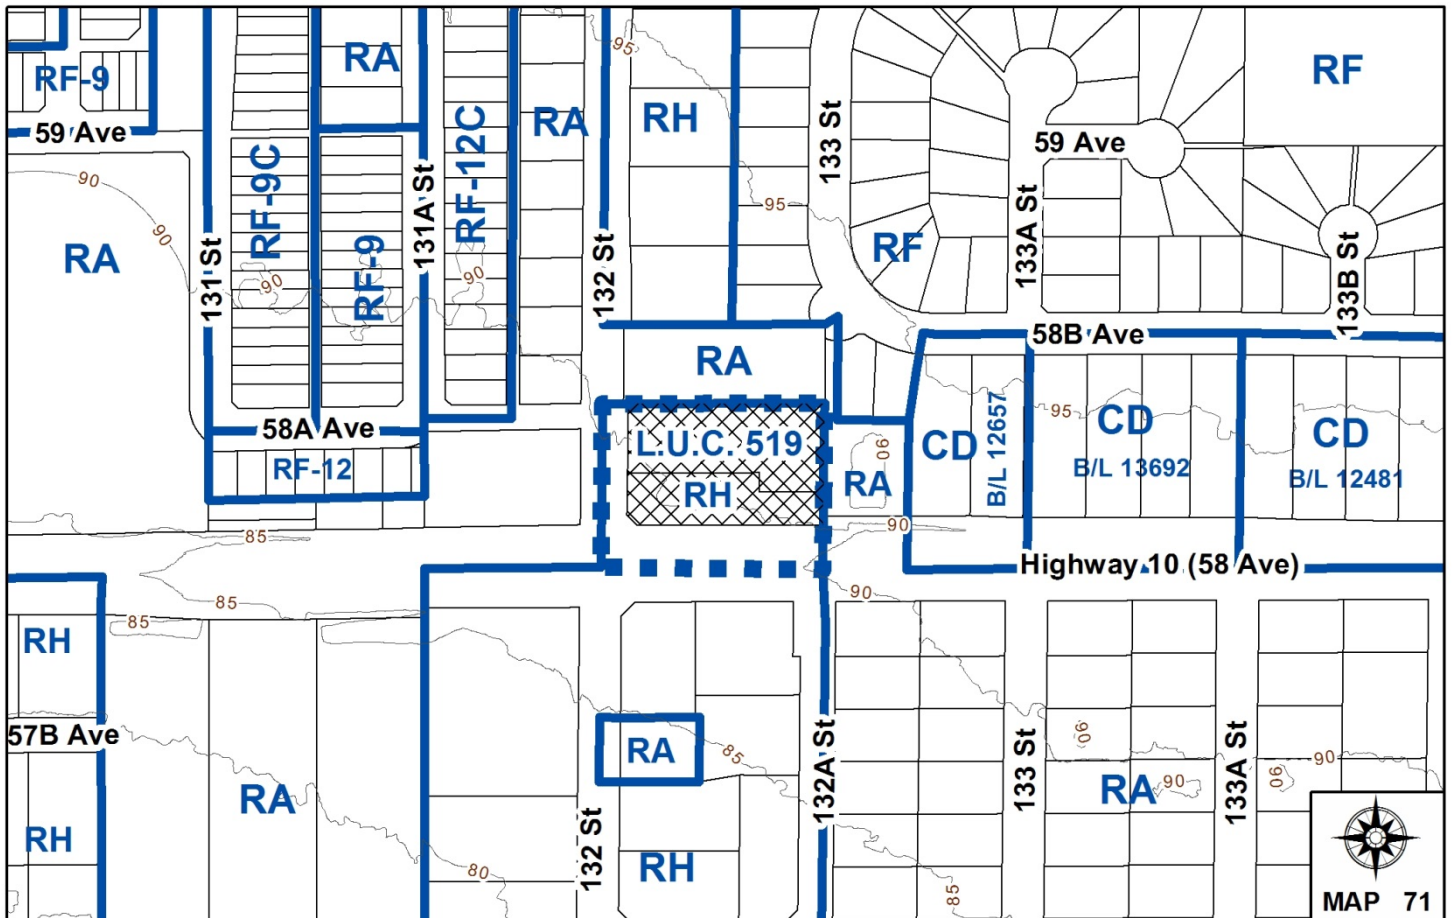 RF-9
RA
95
RH
RF
59 Ave
RA
133 St
59 Ave
RF-9C
131A St
RF-12C
90
90
RA
131 St
90
RF-9
90
132 St
95
RF
133A St
133B St
58B Ave
RA
58A Ave
RF-12
L.U.C. 519
RH
90
RA
CD
B/L 12657
95
CD
B/L 13692
CD
B/L 12481
85
90
Highway 10 (58 Ave)
85
90
85
RH
57B Ave
RA
85
132A St
133 St
90
RA
90
133A St
90
90
RA
RH
132 St
80
RH
85
MAP 71